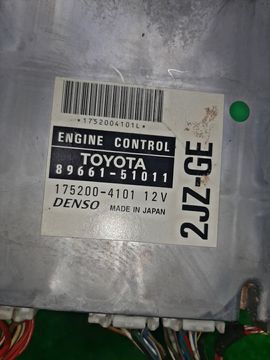 *1752004101L*
ENGINE CONTROL
TOYOTA
89661-51011
175200-4101 12V
DENSO MADE IN JAPAN
2JZ-GE